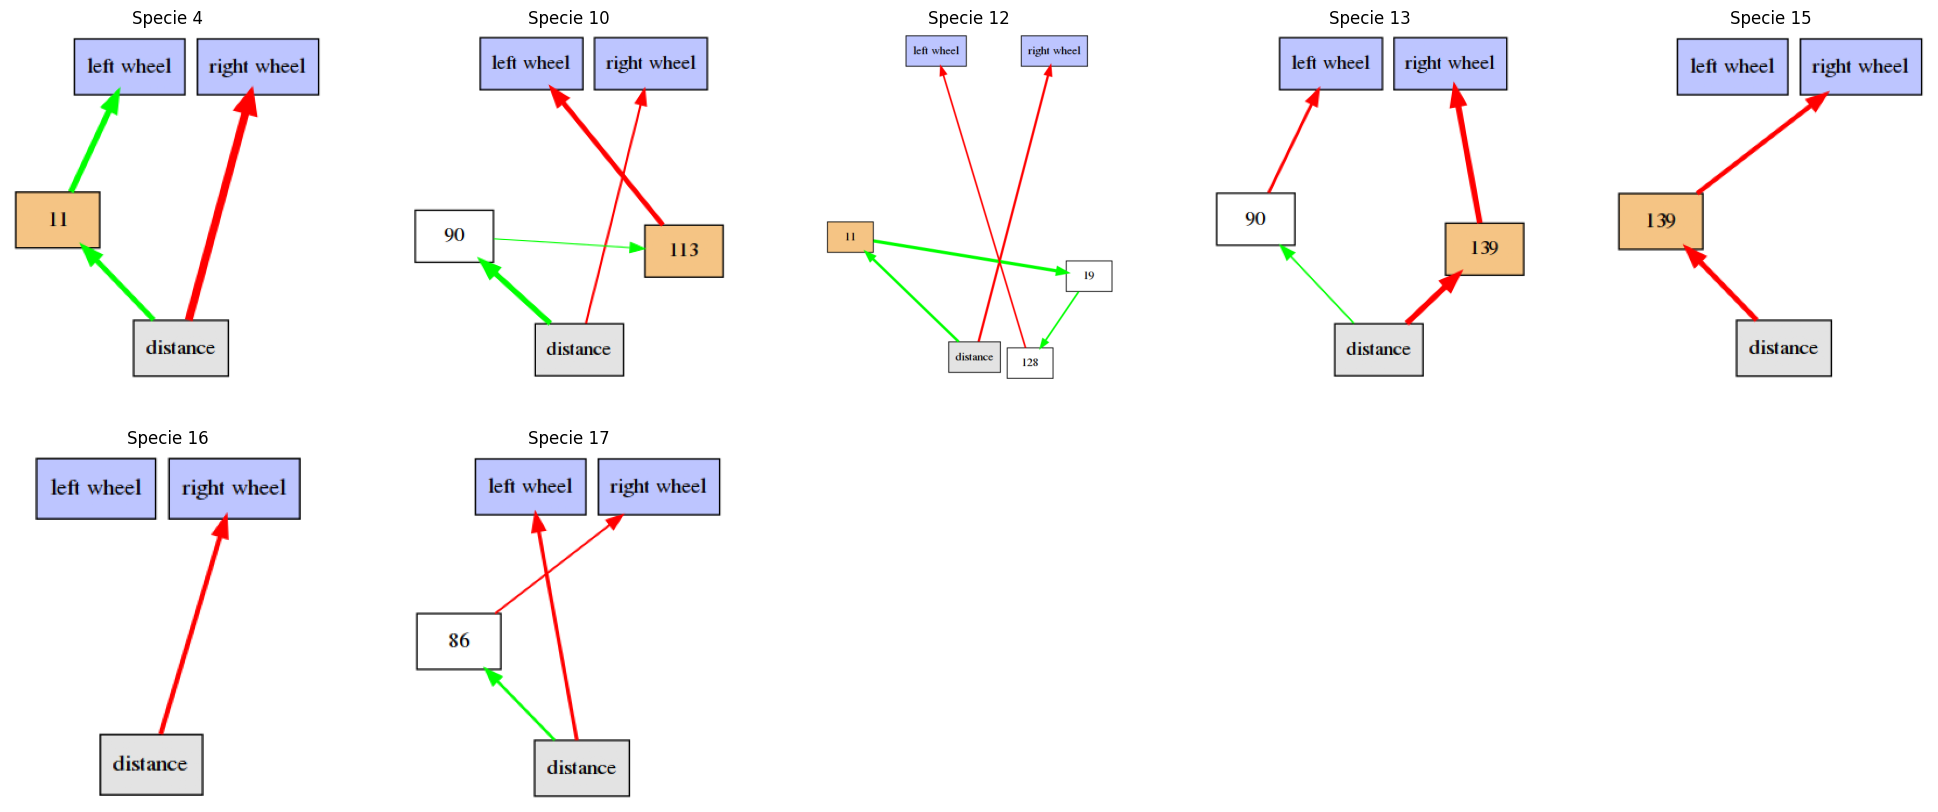 Specie 4
left wheel
right wheel
11
distance
Specie 10
left wheel
right wheel
90
113
distance
Specie 12
left wheel
right wheel
11
19
distance
128
Specie 13
left wheel
right wheel
90
139
distance
Specie 15
left wheel
right wheel
139
distance
Specie 16
left wheel
right wheel
distance
Specie 17
left wheel
right wheel
86
distance